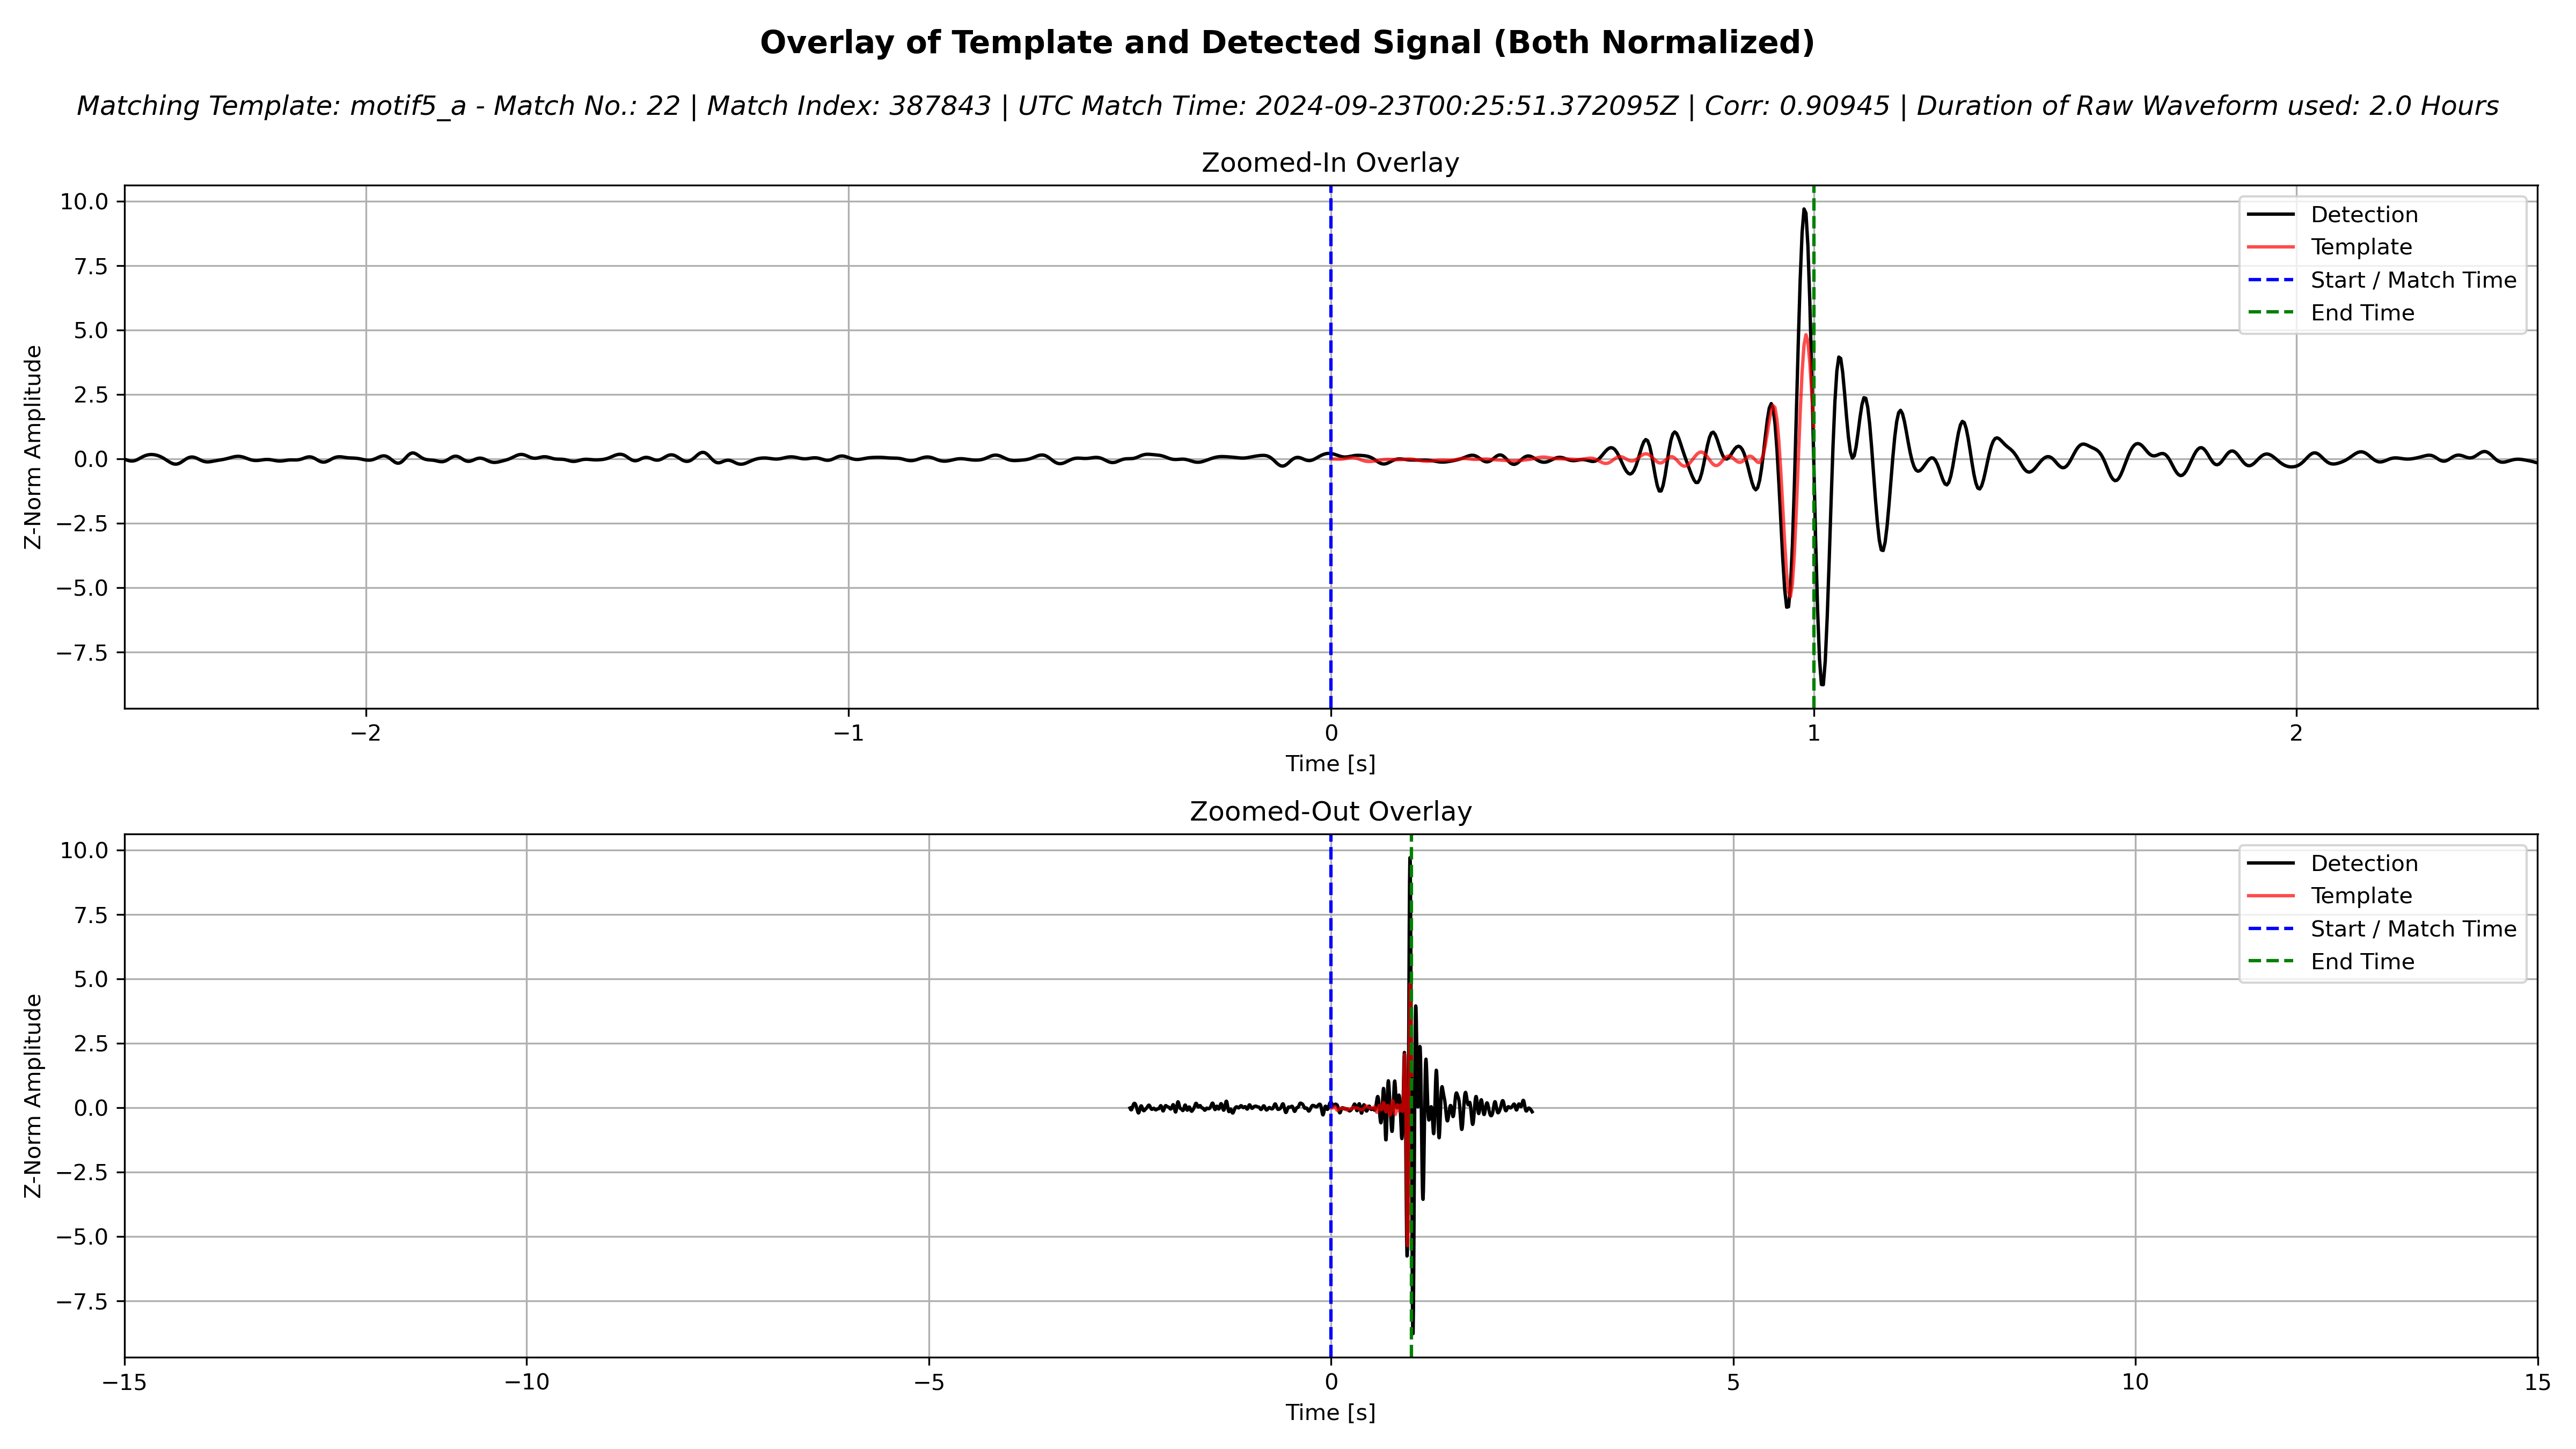 Overlay of Template and Detected Signal (Both Normalized)
Matching Template: motif5_a - Match No.: 22 | Match Index: 387843 | UTC Match Time: 2024-09-23T00:25:51.372095Z | Corr: 0.90945 | Duration of Raw Waveform used: 2.0 Hours
Zoomed-In Overlay
Z-Norm Amplitude
10.0
7.5
5.0
2.5
0.0
−2.5
−5.0
−7.5
Detection
Template
Start / Match Time
End Time
−2 −1 0 1 2
Time [s]
Zoomed-Out Overlay
Z-Norm Amplitude
10.0
7.5
5.0
2.5
0.0
−2.5
−5.0
−7.5
Detection
Template
Start / Match Time
End Time
−15 −10 −5 0 5 10 15
Time [s]